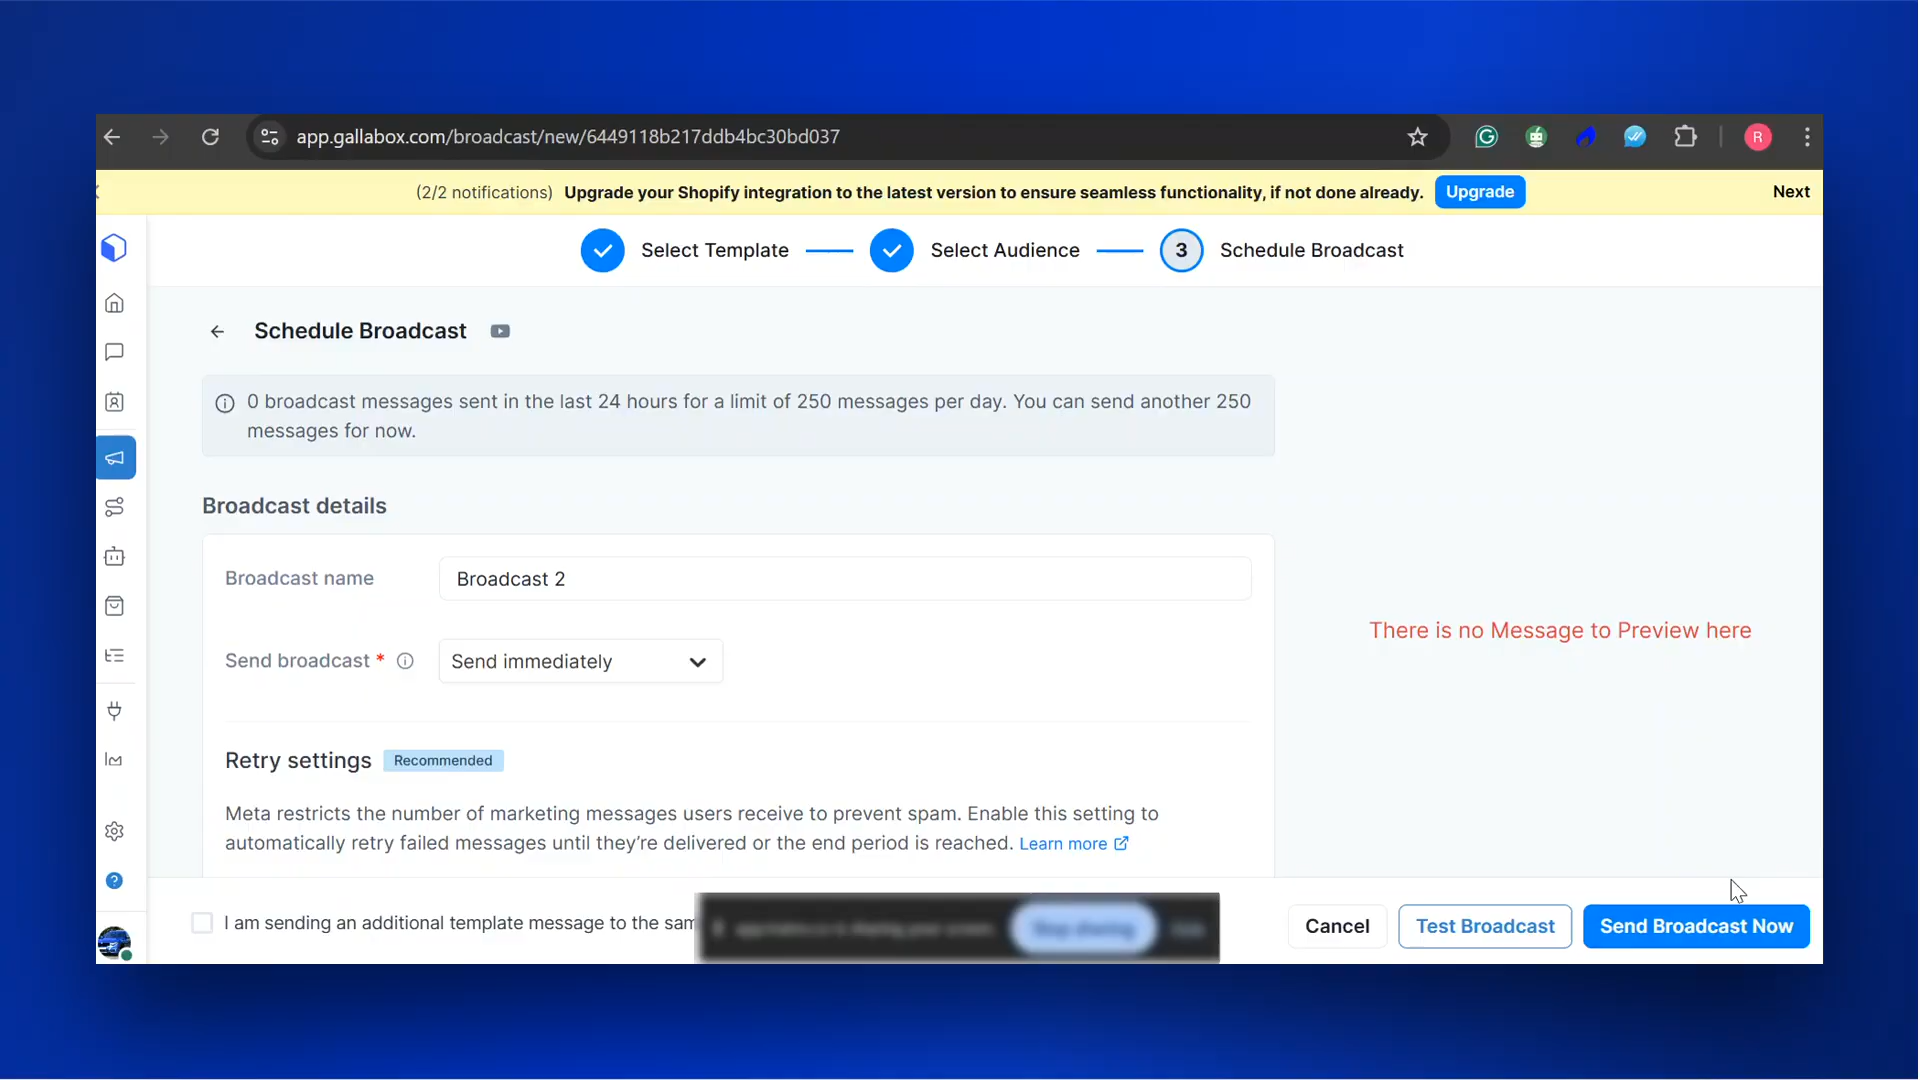 app.gallabox.com/broadcast/new/6449118b217ddb4bc30bd037
R
(2/2 notifications) Upgrade your Shopify integration to the latest version to ensure seamless functionality, if not done already. Upgrade Next
Select Template
Select Audience
3 Schedule Broadcast
Schedule Broadcast
0 broadcast messages sent in the last 24 hours for a limit of 250 messages per day. You can send another 250
messages for now.
Broadcast details
Broadcast name Broadcast 2
Send broadcast * Send immediately
There is no Message to Preview here
Retry settings Recommended
Meta restricts the number of marketing messages users receive to prevent spam. Enable this setting to
automatically retry failed messages until they’re delivered or the end period is reached. Learn more
I am sending an additional template message to the sam
Stop sharing
Cancel Test Broadcast Send Broadcast Now